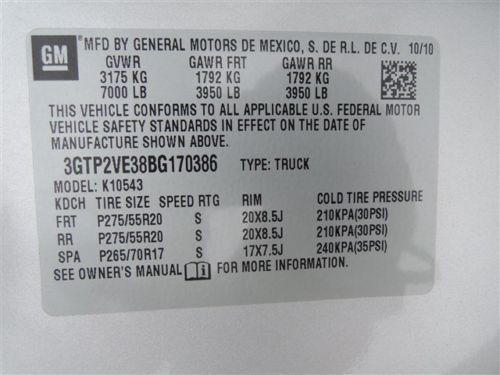 GM
MFD BY GENERAL MOTORS DE MEXICO, S. DE R.L. DE C.V. 10/10
GVWR GAWR FRT GAWR RR
3175 KG 1792 KG 1792 KG
7000 LB 3950 LB 3950 LB
THIS VEHICLE CONFORMS TO ALL APPLICABLE U.S. FEDERAL MOTOR
VEHICLE SAFETY STANDARDS IN EFFECT ON THE DATE OF
MANUFACTURE SHOWN ABOVE.
3GTP2VE38BG170386 TYPE: TRUCK
MODEL: K10543
KDCH TIRE SIZE SPEED RTG RIM COLD TIRE PRESSURE
FRT P275/55R20 S 20X8.5J 210KPA(30PSI)
RR P275/55R20 S 20X8.5J 210KPA(30PSI)
SPA P265/70R17 S 17X7.5J 240KPA(35PSI)
SEE OWNER'S MANUAL FOR MORE INFORMATION.